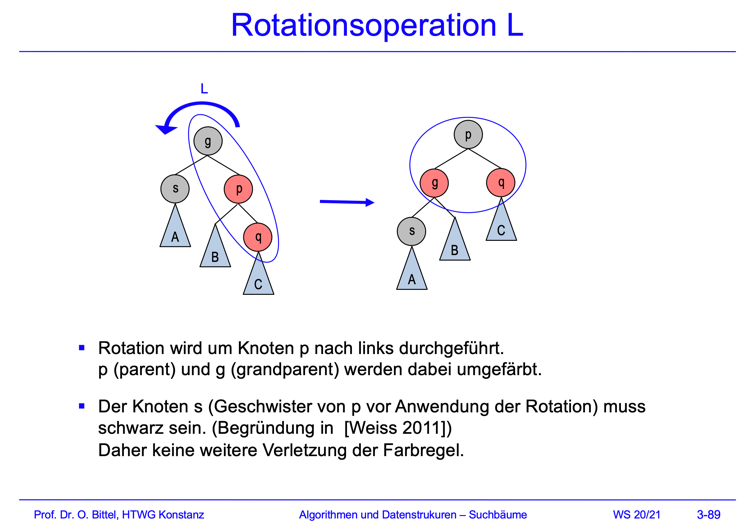 Rotationsoperation L
L
g
s
p
A
B
q
C
p
g
q
s
A
B
C
▪ Rotation wird um Knoten p nach links durchgeführt.
p (parent) und g (grandparent) werden dabei umgefärbt.
▪ Der Knoten s (Geschwister von p vor Anwendung der Rotation) muss
schwarz sein. (Begründung in [Weiss 2011])
Daher keine weitere Verletzung der Farbregel.
Prof. Dr. O. Bittel, HTWG Konstanz Algorithmen und Datenstrukuren – Suchbäume WS 20/21 3-89